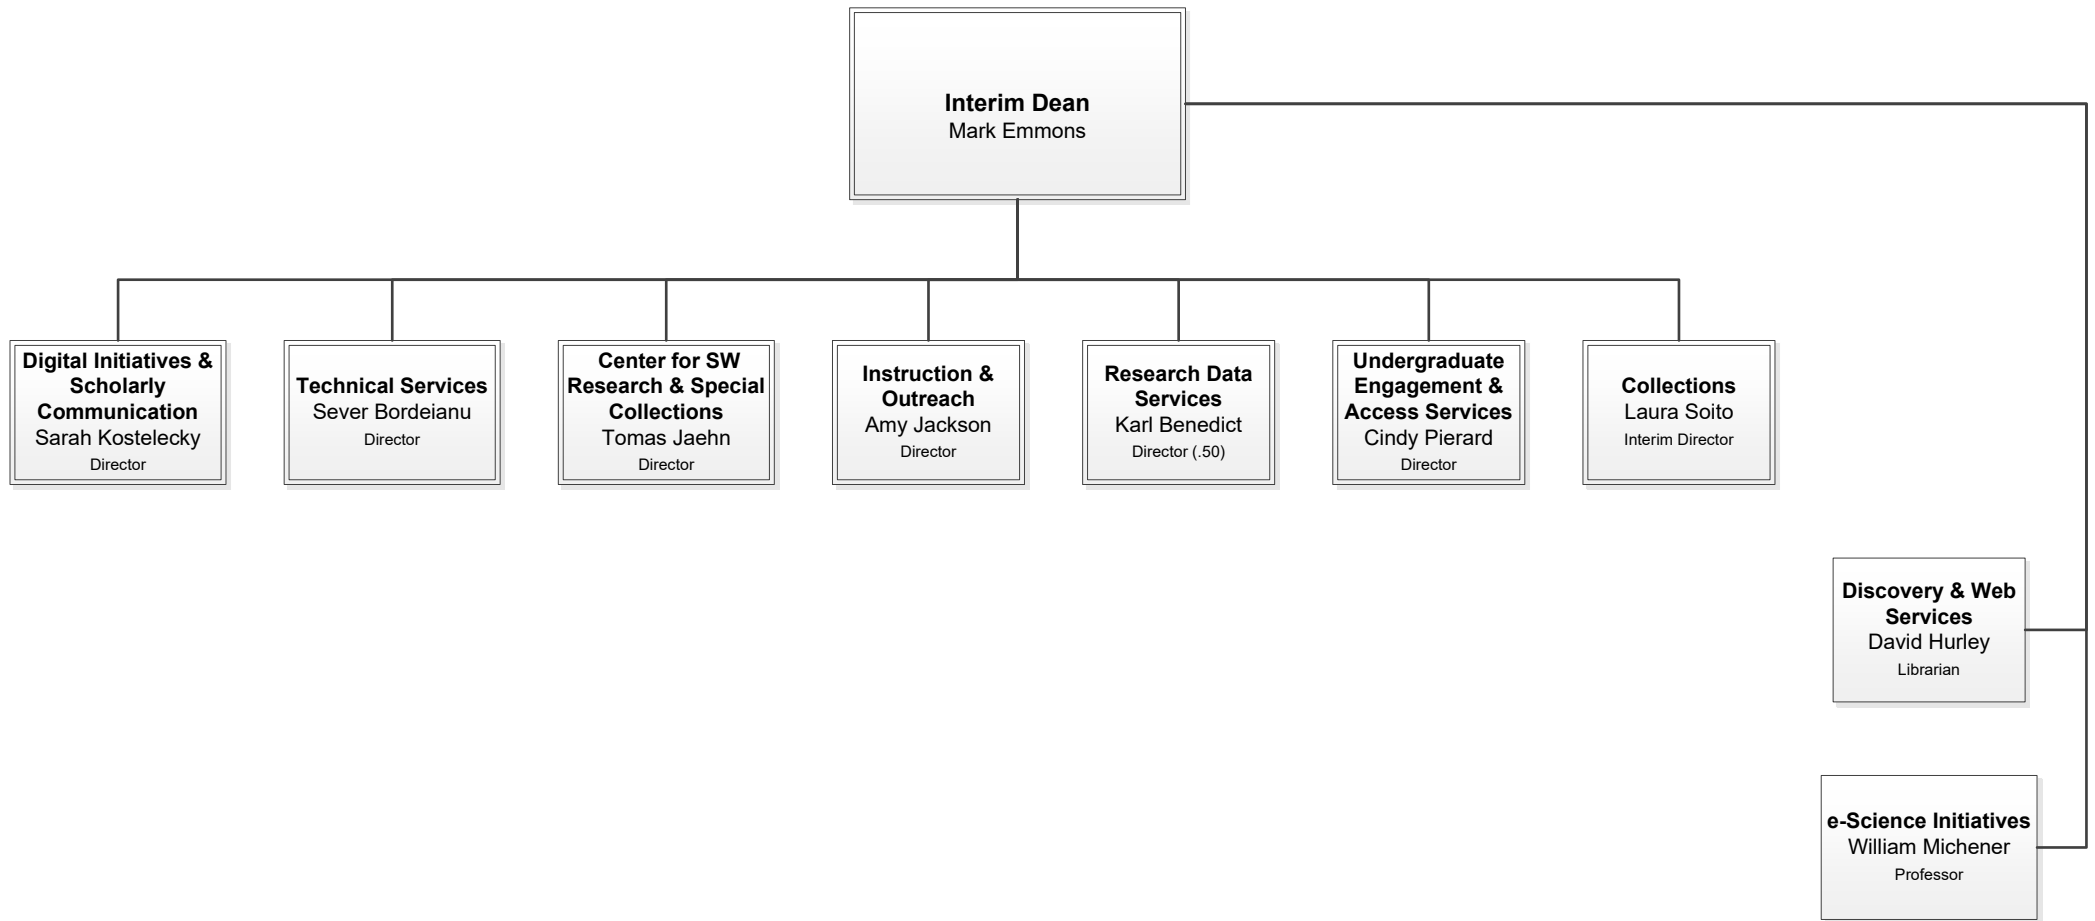 Interim Dean
Mark Emmons
Digital Initiatives &
Scholarly
Communication
Sarah Kostelecky
Director
Technical Services
Sever Bordeianu
Director
Center for SW
Research & Special
Collections
Tomas Jaehn
Director
Instruction &
Outreach
Amy Jackson
Director
Research Data
Services
Karl Benedict
Director (.50)
Undergraduate
Engagement &
Access Services
Cindy Pierard
Director
Collections
Laura Soito
Interim Director
Discovery & Web
Services
David Hurley
Librarian
e-Science Initiatives
William Michener
Professor